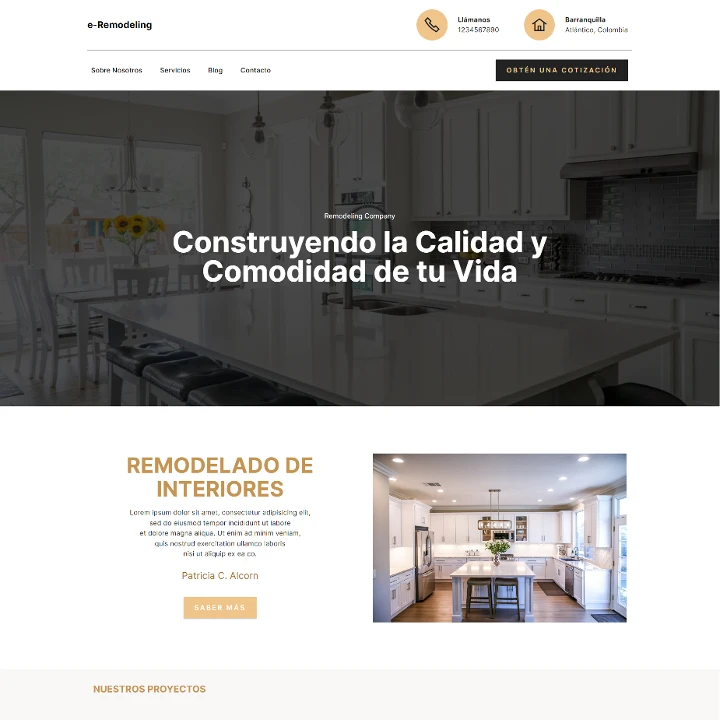 e-Remodeling
Llámanos
1234567890
Barranquilla
Atlántico, Colombia
Sobre Nosotros
Servicios
Blog
Contacto
OBTÉN UNA COTIZACIÓN
Remodeling Company
Construyendo la Calidad y
Comodidad de tu Vida
REMODELADO DE
INTERIORES
Lorem ipsum dolor sit amet, consectetur adipisicing elit,
sed do eiusmod tempor incididunt ut labore
et dolore magna aliqua. Ut enim ad minim veniam,
quis nostrud exercitation ullamco laboris
nisi ut aliquip ex ea co.
Patricia C. Alcorn
SABER MÁS
NUESTROS PROYECTOS